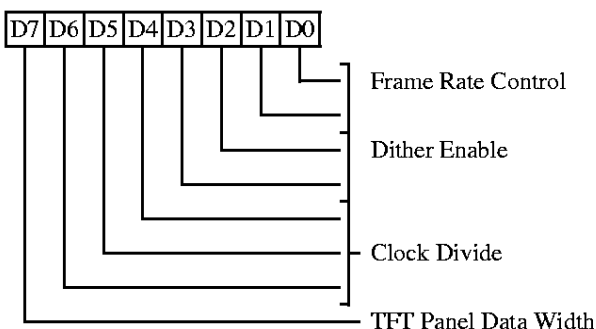 D7 D6 D5 D4 D3 D2 D1 D0
Frame Rate Control
Dither Enable
Clock Divide
TFT Panel Data Width